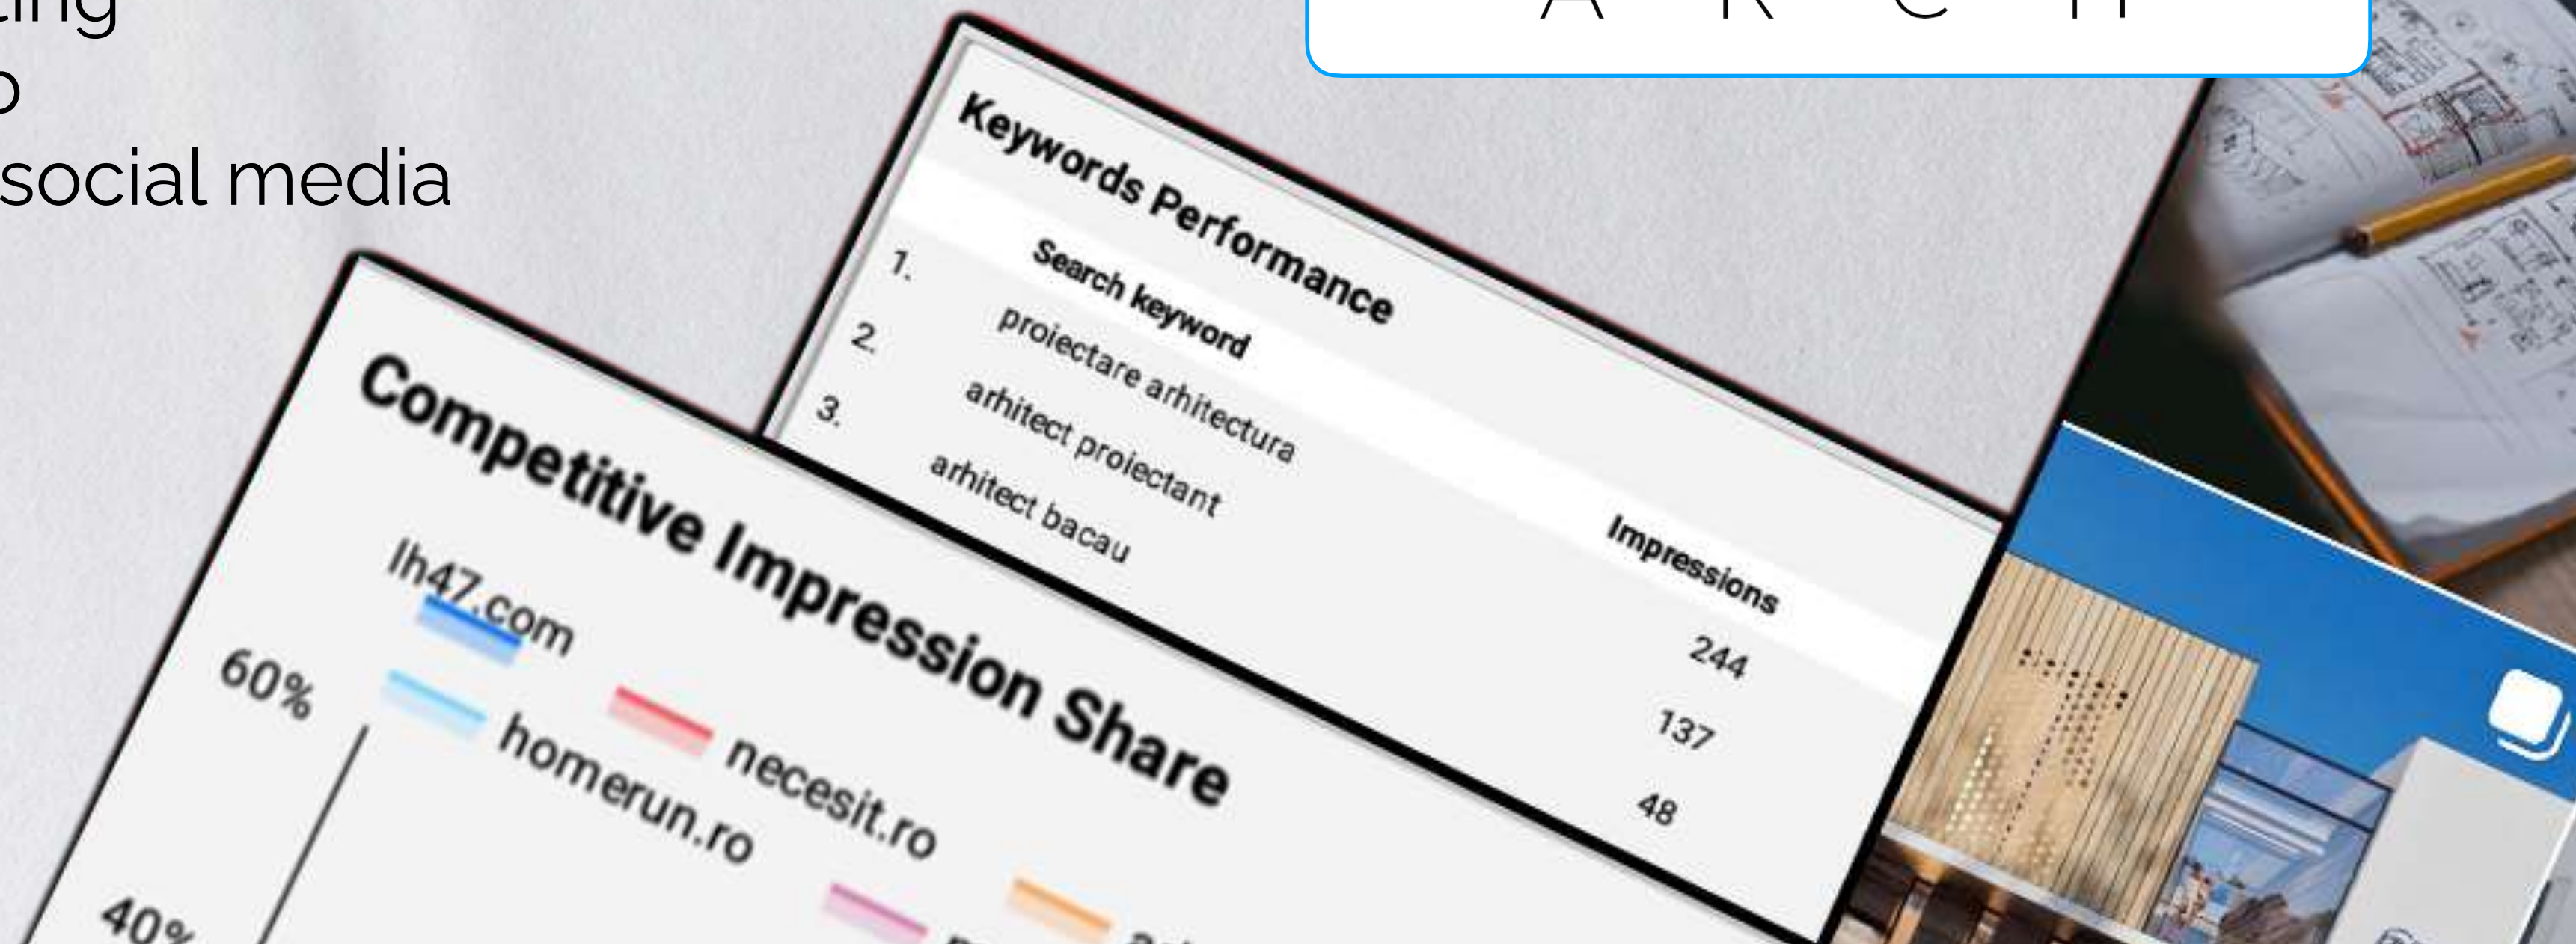 social media
A R C H
Keywords Performance
Search keyword Impressions
1. proiectare arhitectura 244
2. arhitect proiectant 137
3. arhitect bacau 48
Competitive Impression Share
lh47.com
necesit.ro
homerun.ro
60%
40%